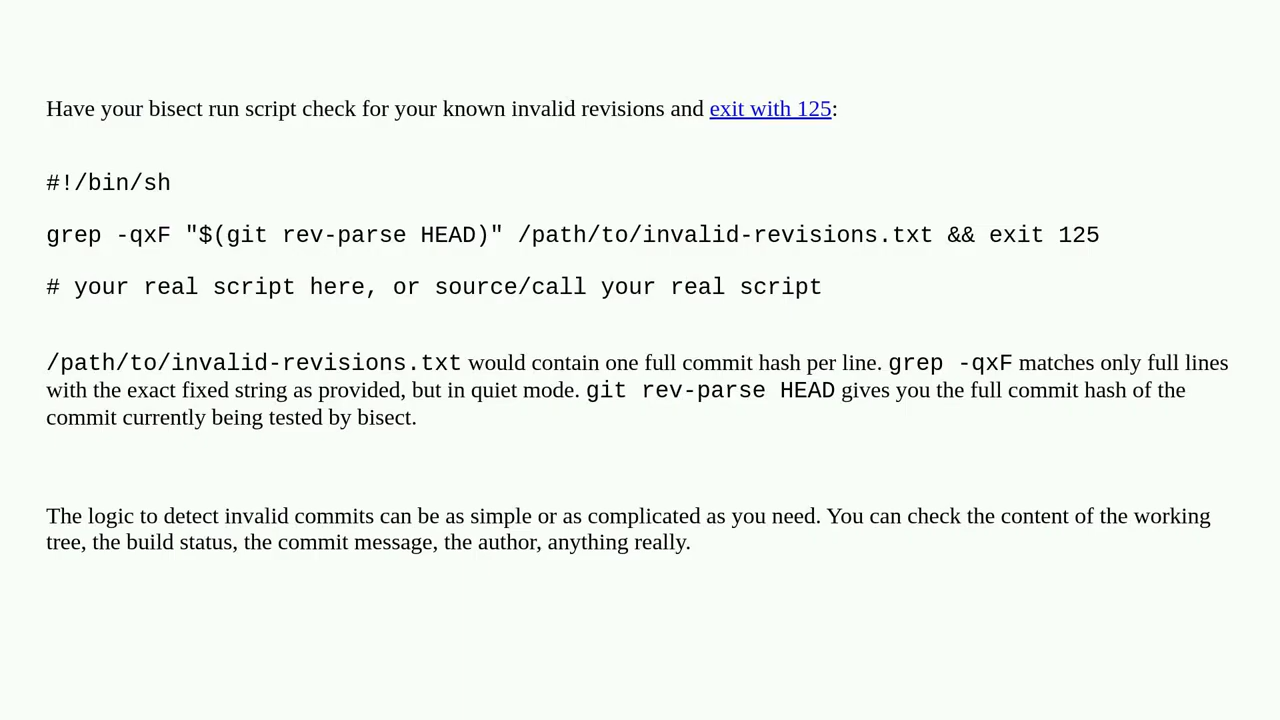 Have your bisect run script check for your known invalid revisions and exit with 125:
#!/bin/sh
grep -qxF "$(git rev-parse HEAD)" /path/to/invalid-revisions.txt && exit 125
# your real script here, or source/call your real script
/path/to/invalid-revisions.txt would contain one full commit hash per line. grep -qxF matches only full lines
with the exact fixed string as provided, but in quiet mode. git rev-parse HEAD gives you the full commit hash of the
commit currently being tested by bisect.
The logic to detect invalid commits can be as simple or as complicated as you need. You can check the content of the working
tree, the build status, the commit message, the author, anything really.